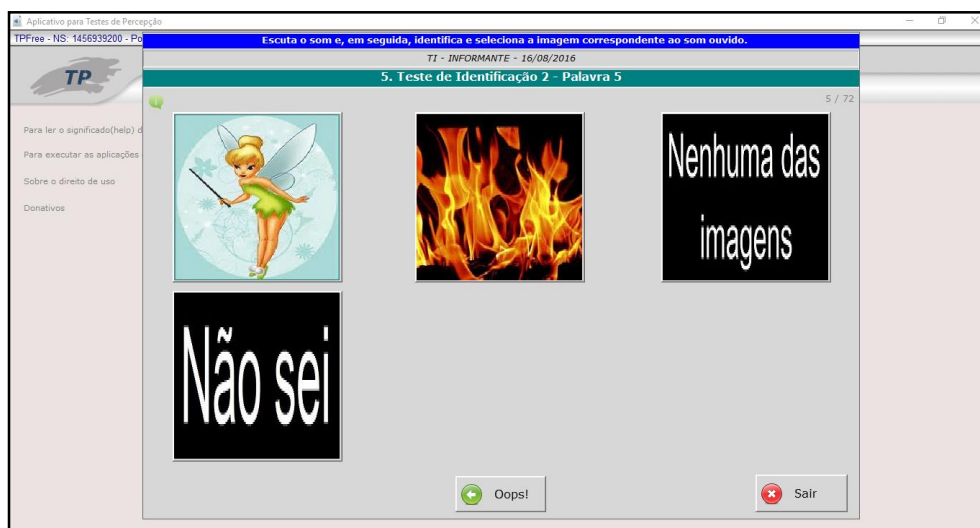 Aplicativo para Testes de Percepção
TPFree - NS: 1456939200 - Po
Escuta o som e, em seguida, identifica e seleciona a imagem correspondente ao som ouvido.
TI - INFORMANTE - 16/08/2016
TP
5. Teste de Identificação 2 - Palavra 5
5 / 72
Para ler o significado(help) d
Para executar as aplicações
Sobre o direito de uso
Donativos
Nenhuma das
imagens
Não sei
Oops!
Sair